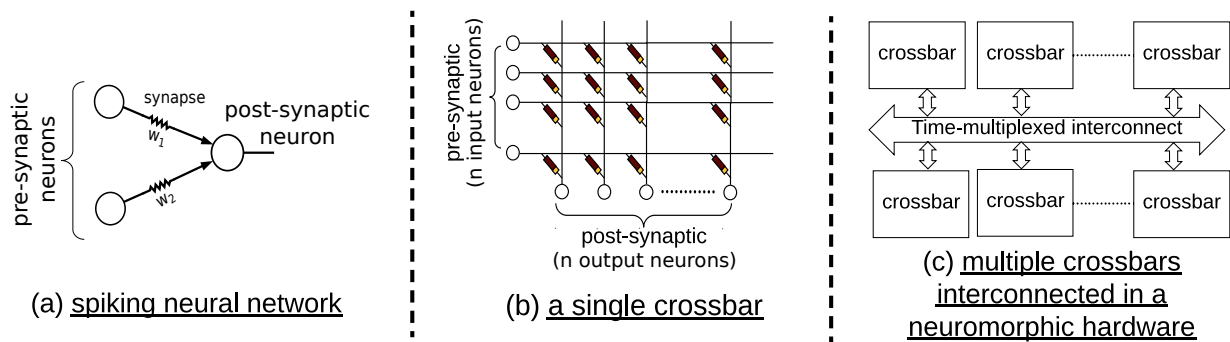 pre-synaptic
neurons
synapse
w1
w2
post-synaptic
neuron
(a) spiking neural network
pre-synaptic
(n input neurons)
post-synaptic
(n output neurons)
(b) a single crossbar
crossbar
crossbar
crossbar
Time-multiplexed interconnect
crossbar
crossbar
crossbar
(c) multiple crossbars
interconnected in a
neuromorphic hardware